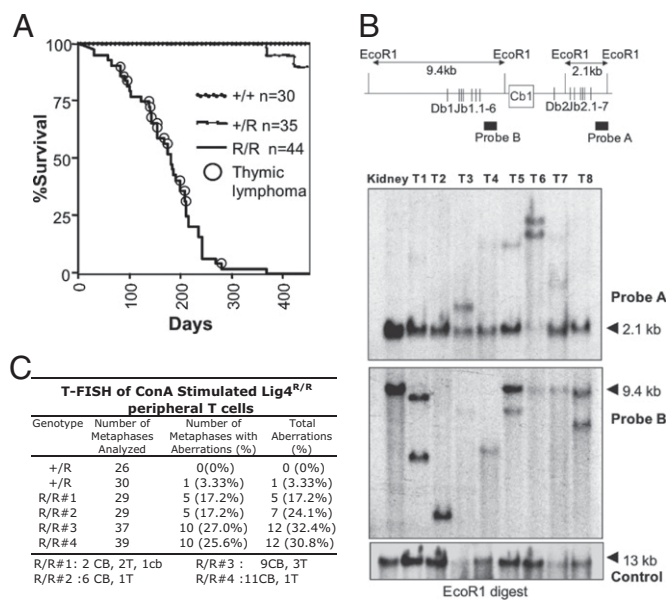 A
100
75
50
25
0
%Survival
0 100 200 300 400
Days
+/+ n=30
+/R n=35
R/R n=44
Thymic
lymphoma
B
EcoR1 EcoR1 EcoR1 EcoR1
9.4kb 2.1kb
Cb1
Db1Jb1.1-6 Db2Jb2.1-7
Probe B Probe A
Kidney T1 T2 T3 T4 T5 T6 T7 T8
Probe A
2.1 kb
9.4 kb
Probe B
13 kb
Control
EcoR1 digest
C
T-FISH of ConA Stimulated Lig4R/R
peripheral T cells
Genotype Number of Metaphases Analyzed Number of Metaphases with Aberrations (%) Total Aberrations (%)
+/R 26 0(0%) 0 (0%)
+/R 30 1 (3.33%) 1 (3.33%)
R/R#1 29 5 (17.2%) 5 (17.2%)
R/R#2 29 5 (17.2%) 7 (24.1%)
R/R#3 37 10 (27.0%) 12 (32.4%)
R/R#4 39 10 (25.6%) 12 (30.8%)
R/R#1: 2 CB, 2T, 1cb R/R#3 : 9CB, 3T
R/R#2 :6 CB, 1T R/R#4 :11CB, 1T